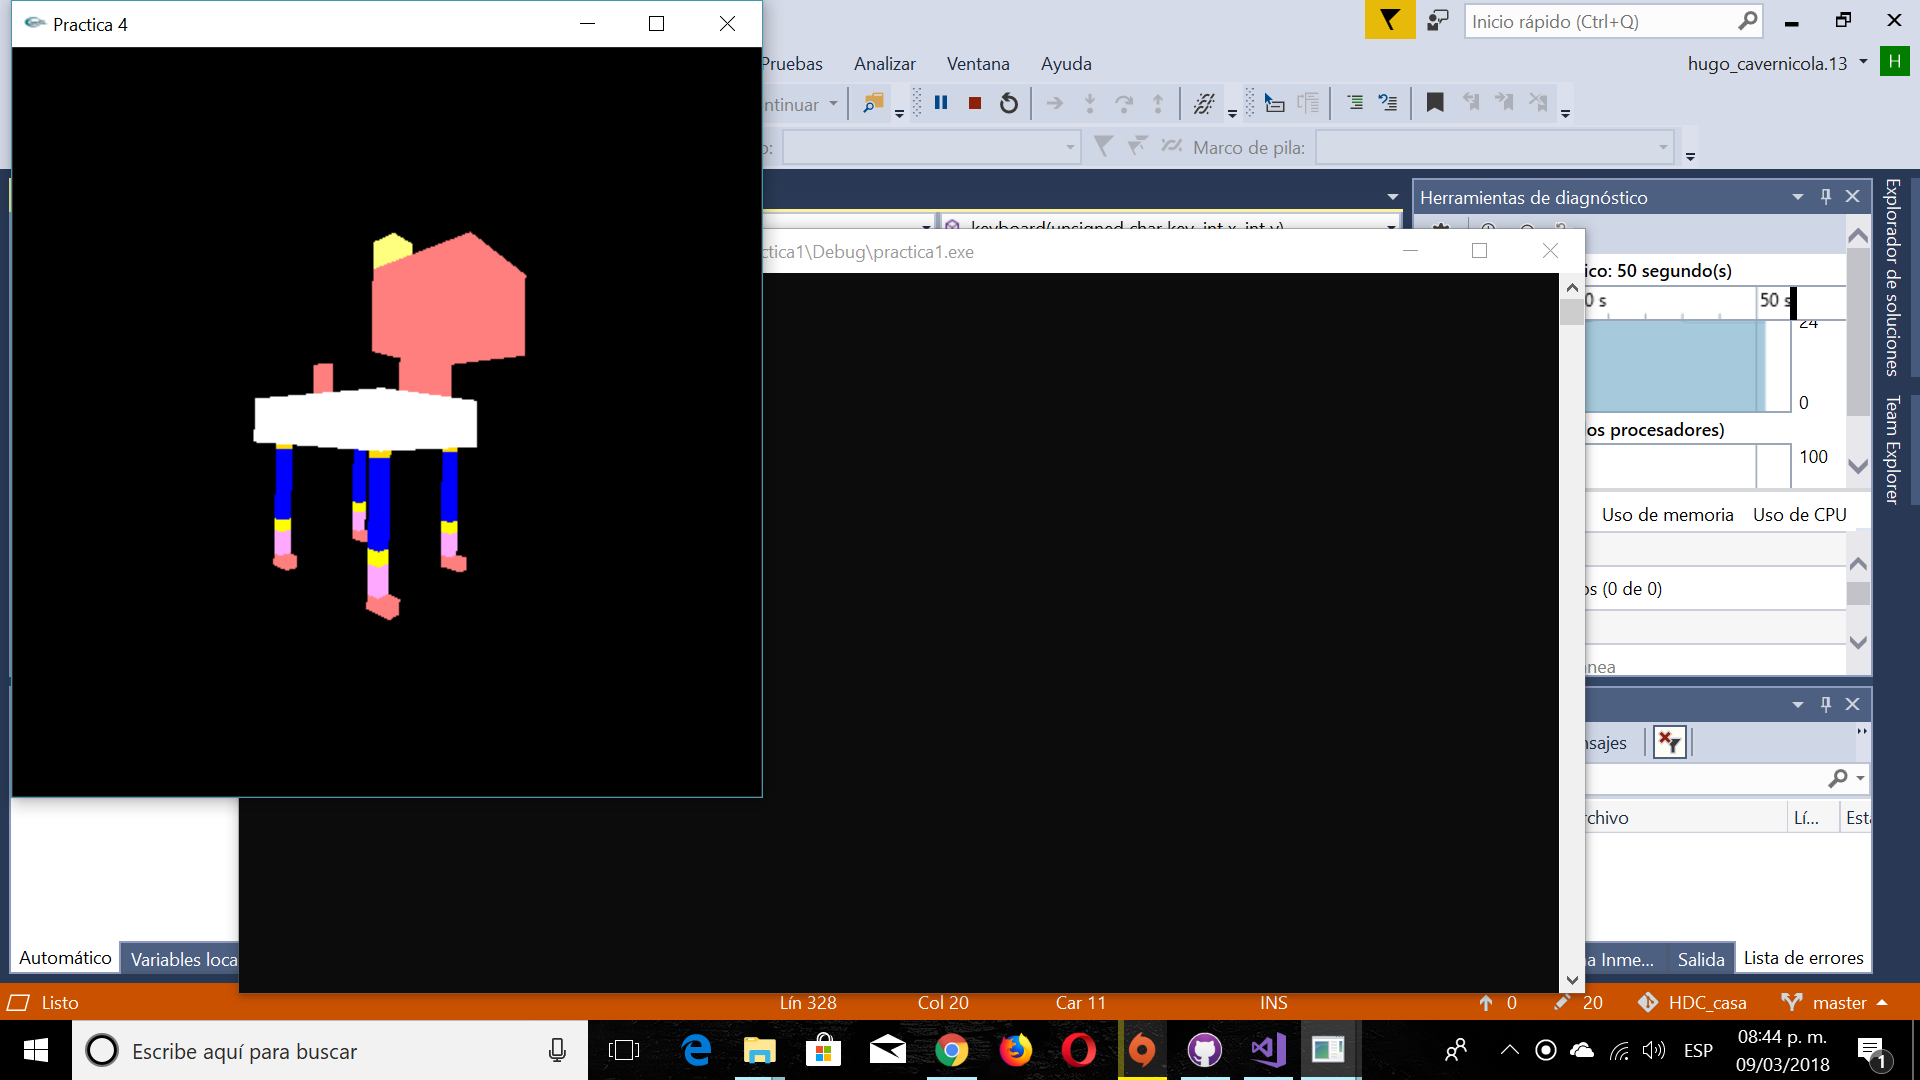 Practica 4
Inicio rápido (Ctrl+Q)
Pruebas Analizar Ventana Ayuda
hugo_cavernicola.13 H
ntinuar
Marco de pila:
Herramientas de diagnóstico
keyboard(unsigned char key, int x, int y)
ctica1\Debug\practica1.exe
ico: 50 segundo(s)
0 s 50 s
24
0
os procesadores)
100
Uso de memoria Uso de CPU
os (0 de 0)
nea
Explorador de soluciones
Team Explorer
nsajes
rchivo Lí... Esta
Automático Variables loca
a Inme... Salida Lista de errores
Listo Lín 328 Col 20 Car 11 INS 0 20 HDC_casa master
Escribe aquí para buscar
ESP
08:44 p. m.
09/03/2018
1